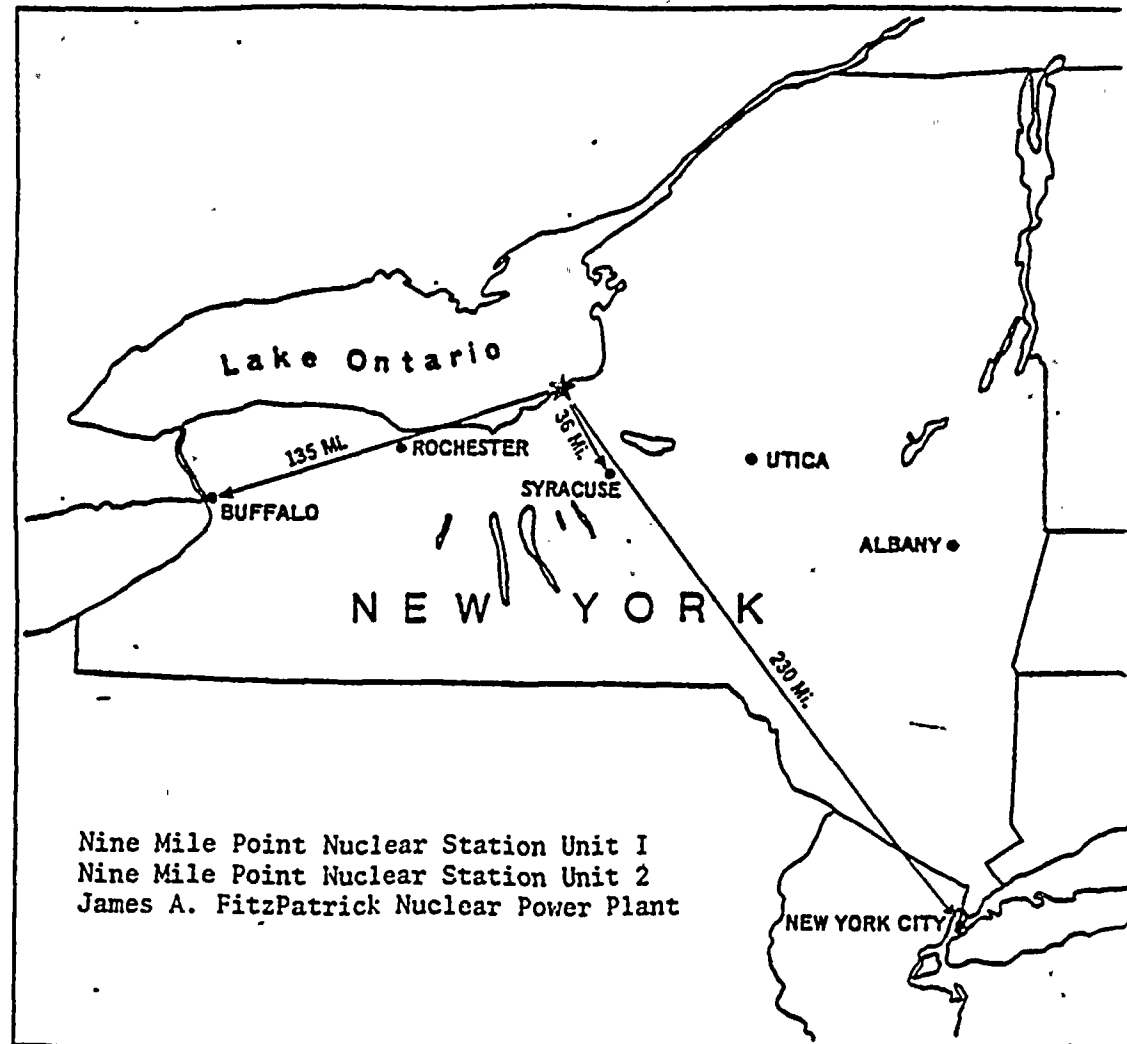 Lake Ontario
135 MI.
ROCHESTER
36 Mi.
SYRACUSE
UTICA
BUFFALO
ALBANY
NEW YORK
230 Mi.
Nine Mile Point Nuclear Station Unit I
Nine Mile Point Nuclear Station Unit 2
James A. FitzPatrick Nuclear Power Plant
NEW YORK CITY